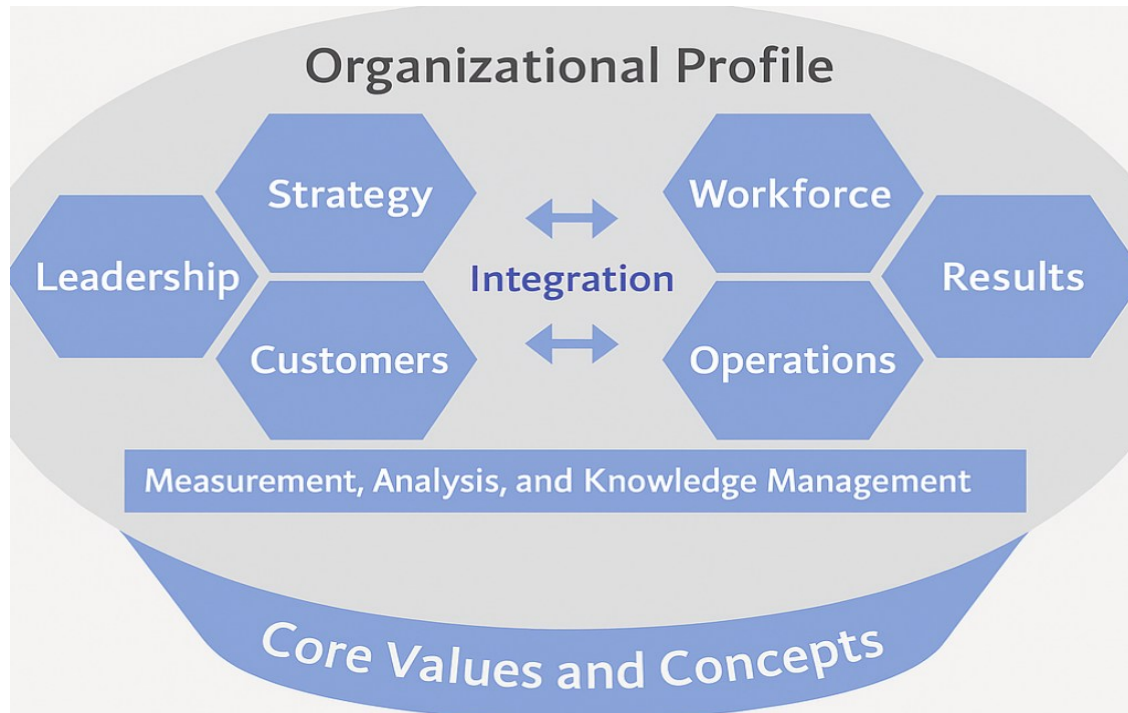 Organizational Profile
Strategy
Workforce
Leadership
Integration
Results
Customers
Operations
Measurement, Analysis, and Knowledge Management
Core Values and Concepts